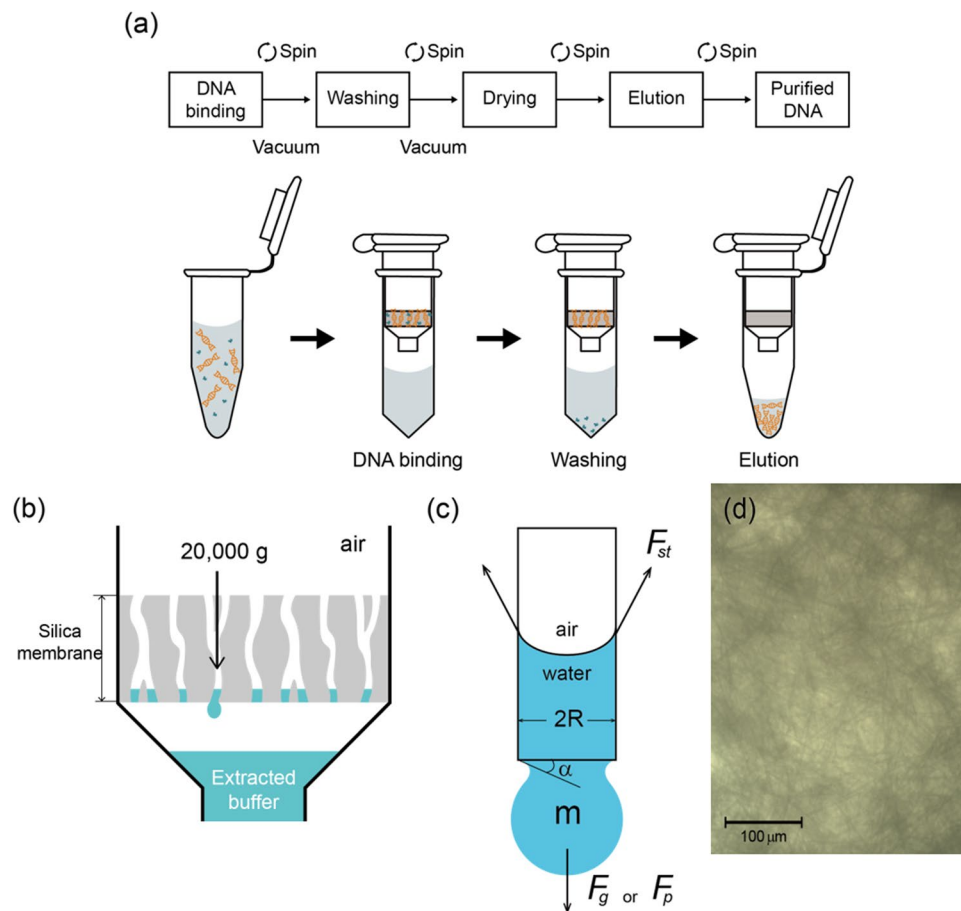 (a)
Spin
Spin
Spin
Spin
DNA
binding
Washing
Drying
Elution
Purified
DNA
Vacuum
Vacuum
DNA binding
Washing
Elution
(b)
20,000 g
air
Silica
membrane
Extracted
buffer
(c)
Fst
air
water
2R
α
m
Fg or Fp
(d)
100 μm